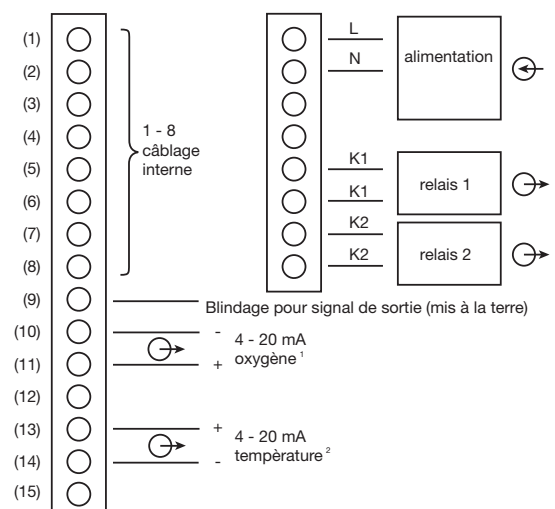 (1)
(2)
(3)
(4)
(5)
(6)
(7)
(8)
(9)
(10)
(11)
(12)
(13)
(14)
(15)
1 - 8
câblage
interne
L
N
alimentation
K1
K1
relais 1
K2
K2
relais 2
Blindage pour signal de sortie (mis à la terre)
-
+
4 - 20 mA
oxygène ¹
+
-
4 - 20 mA
tempèrature ²